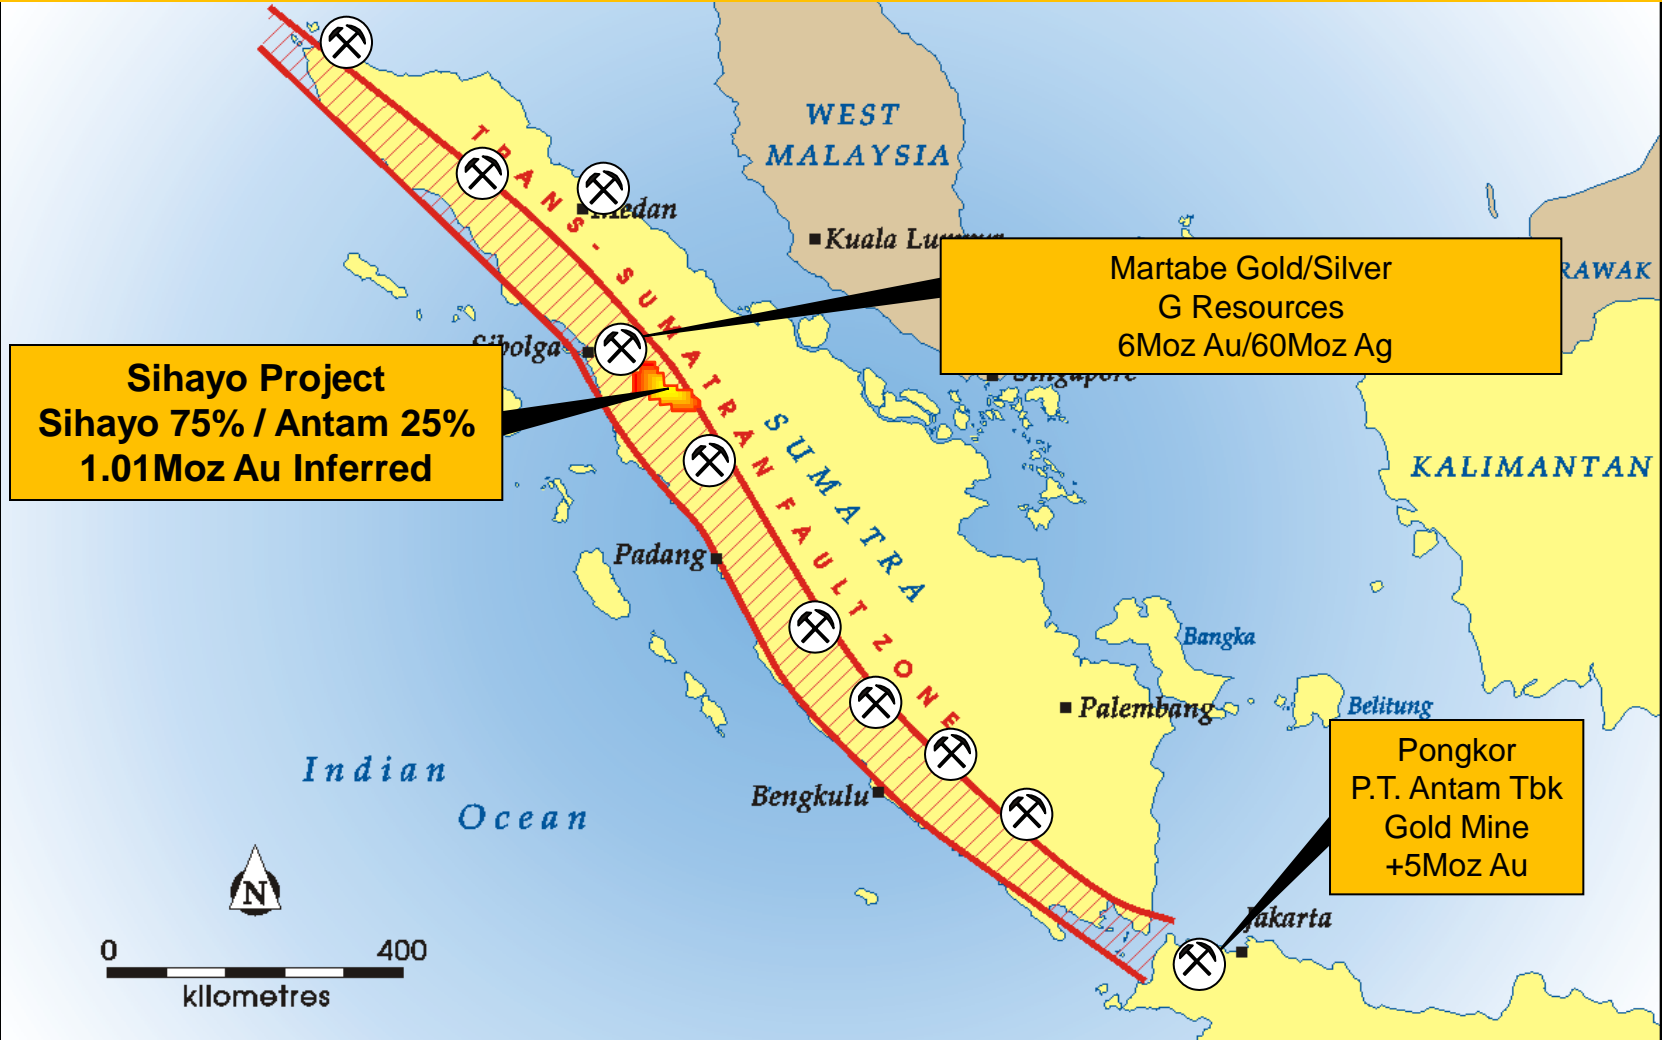 WEST
MALAYSIA
TRANS-SUMATRAN FAULT ZONE
Medan
Kuala
Martabe Gold/Silver
G Resources
6Moz Au/60Moz Ag
Sibolga
Singapore
Sihayo Project
Sihayo 75% / Antam 25%
1.01Moz Au Inferred
SUMATRA
KALIMANTAN
Padang
Bangka
Palembang
Belitung
Pongkor
P.T. Antam Tbk
Gold Mine
+5Moz Au
Indian
Ocean
Bengkulu
Jakarta
N
0 400
kilometres